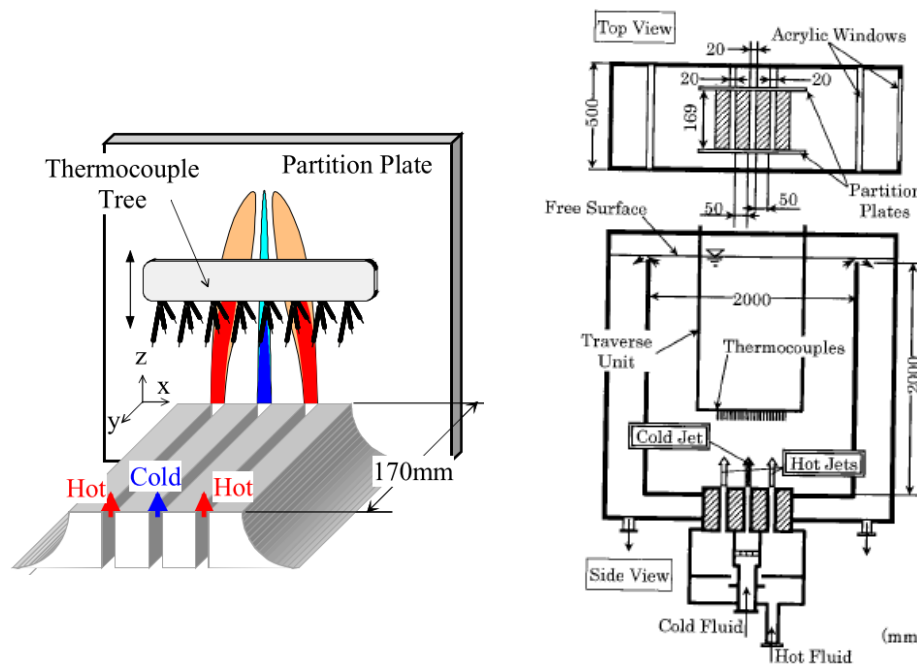 Partition Plate
Thermocouple
Tree
z
x
y
Hot
Cold
Hot
170mm
Top View
Acrylic Windows
20
20
20
500
169
Partition
Plates
50
50
Free Surface
2000
Traverse
Unit
Thermocouples
2000
Cold Jet
Hot Jets
Side View
Cold Fluid
Hot Fluid
(mm